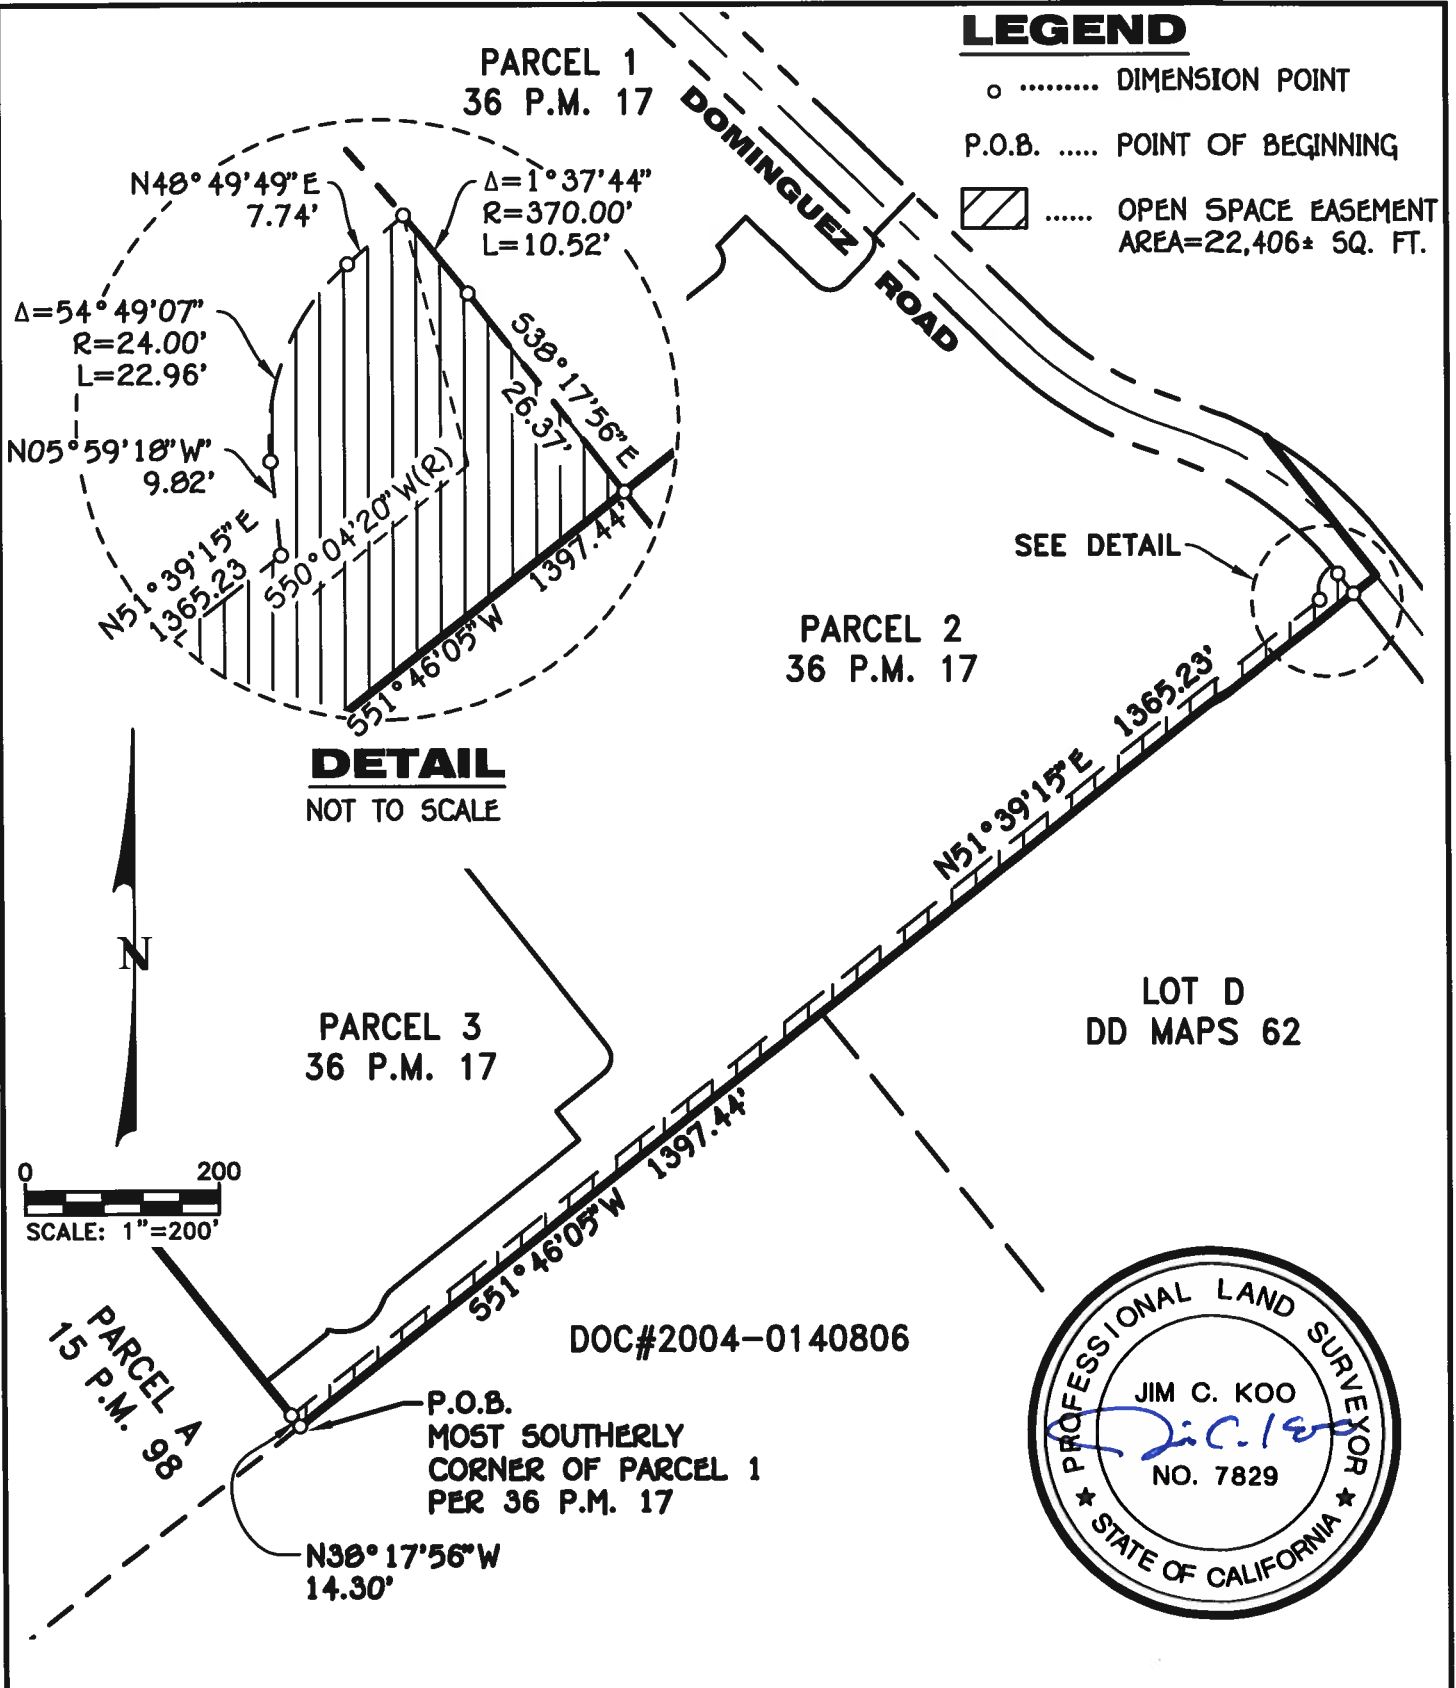 LEGEND
DIMENSION POINT
P.O.B. ..... POINT OF BEGINNING
...... OPEN SPACE EASEMENT
AREA=22,406± SQ. FT.
PARCEL 1
36 P.M. 17
DOMINGUEZ
ROAD
N48°49'49"E
7.74'
Δ=1°37'44"
R=370.00'
L=10.52'
Δ=54°49'07"
R=24.00'
L=22.96'
S38°17'56"E
26.37'
N05°59'18"W
9.82'
N51°39'15"E
1365.23
S50°04'20"W(R)
1397.44'
S51°46'05"W
DETAIL
NOT TO SCALE
SEE DETAIL
PARCEL 2
36 P.M. 17
N51°39'15"E 1365.23'
N
PARCEL 3
36 P.M. 17
LOT D
DD MAPS 62
S51°46'05"W 1397.44'
0 200
SCALE: 1"=200'
PARCEL A
15 P.M. 98
DOC#2004-0140806
P.O.B.
MOST SOUTHERLY
CORNER OF PARCEL 1
PER 36 P.M. 17
N38°17'56"W
14.30'
PROFESSIONAL LAND SURVEYOR
JIM C. KOO
Jim C. Koo
NO. 7829
★ STATE OF CALIFORNIA ★